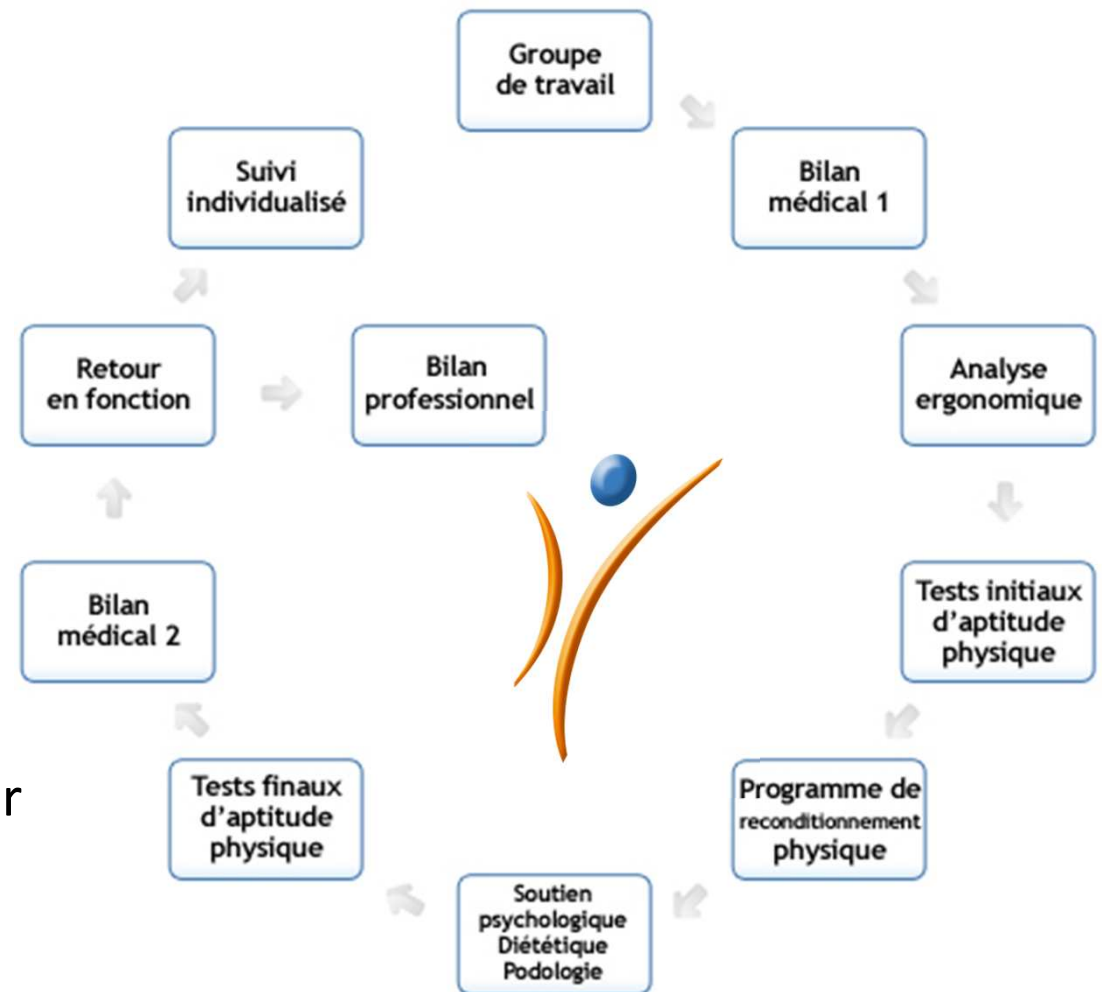 Groupe
de travail
Bilan
médical 1
Analyse
ergonomique
Tests initiaux
d'aptitude
physique
Programme de
reconditionnement
physique
Soutien
psychologique
Diététique
Podologie
Tests finaux
d'aptitude
physique
Bilan
médical 2
Retour
en fonction
Bilan
professionnel
Suivi
individualisé
r